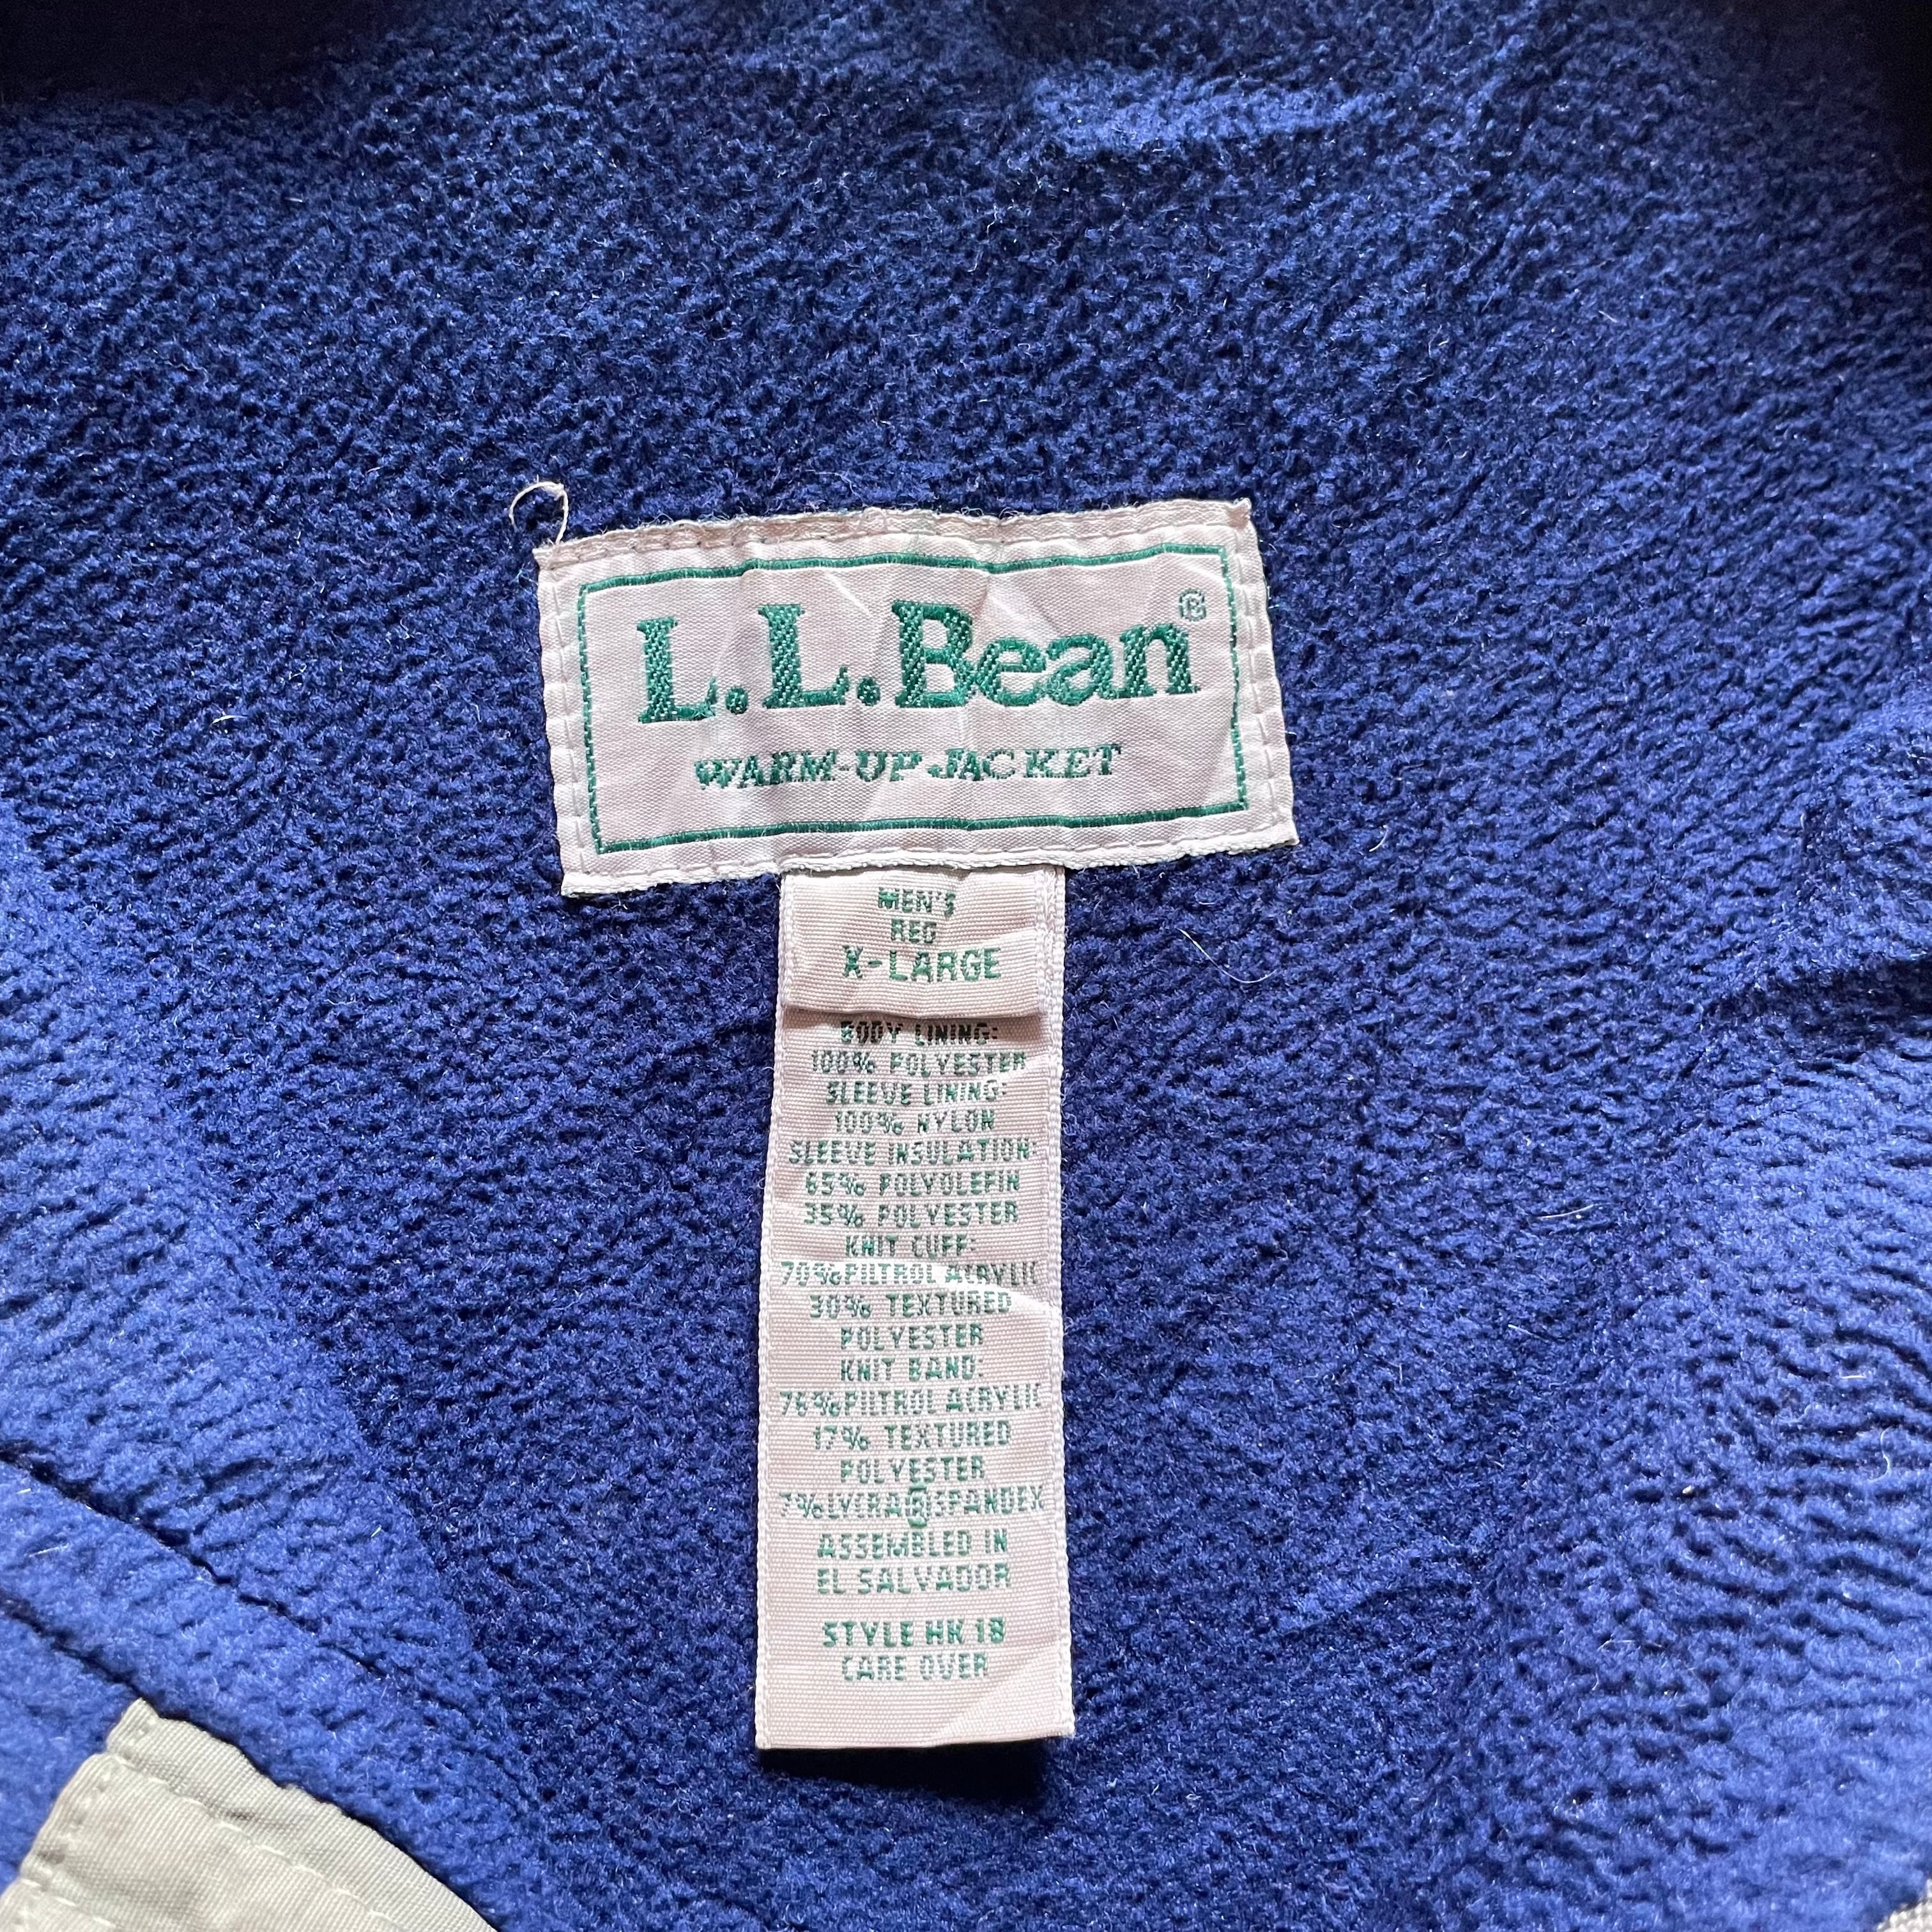 L.L.Bean®
WARM-UP JACKET
MEN'S
REG
X-LARGE
BODY LINING:
100% POLYESTER
SLEEVE LINING:
100% NYLON
SLEEVE INSULATION:
65% POLYOLEFIN
35% POLYESTER
KNIT CUFF:
70% PILTROL ACRYLIC
30% TEXTURED
POLYESTER
KNIT BAND:
76% PILTROL ACRYLIC
17% TEXTURED
POLYESTER
7% LYCRA® SPANDEX
ASSEMBLED IN
EL SALVADOR
STYLE HK 18
CARE OVER